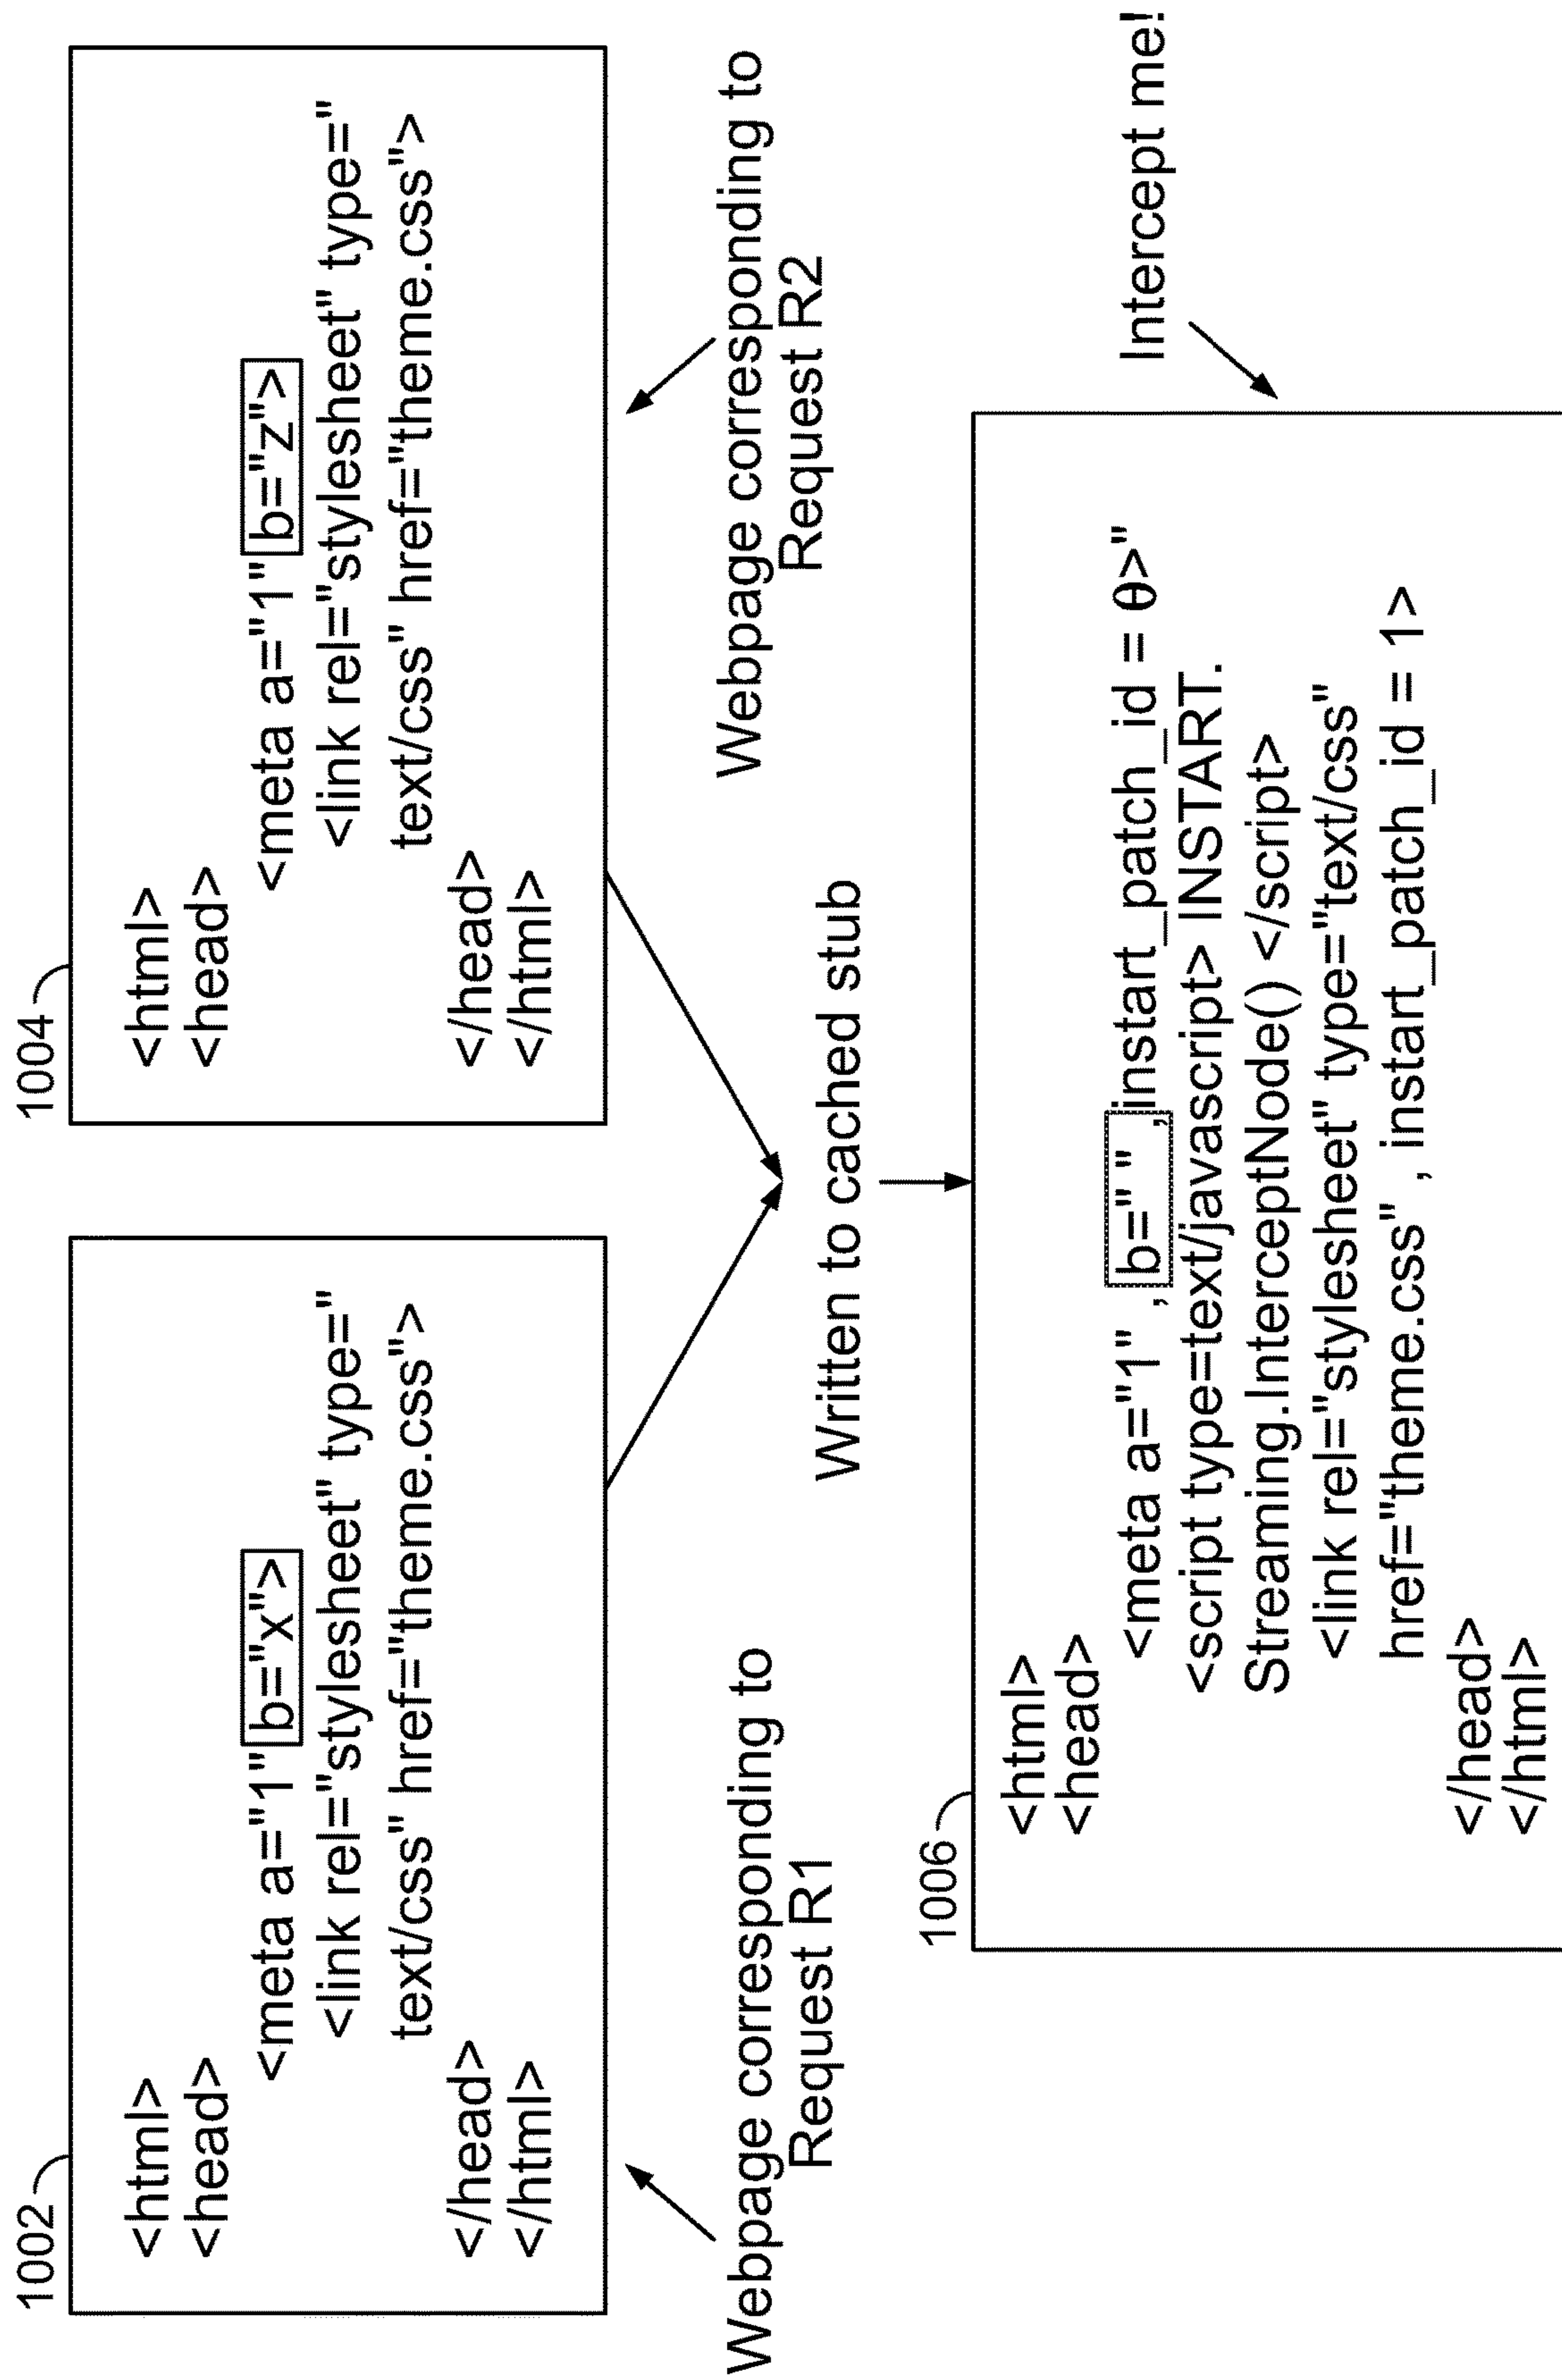 1002
<html>
<head>
<meta a="1" b="x">
<link rel="stylesheet" type="
text/css" href="theme.css">
</head>
</html>
Webpage corresponding to
Request R1
1004
<html>
<head>
<meta a="1" b="z">
<link rel="stylesheet" type="
text/css" href="theme.css">
</head>
</html>
Webpage corresponding to
Request R2
Written to cached stub
1006
<html>
<head>
<meta a="1" , b=" " , instart_patch_id = θ>"
<script type=text/javascript> INSTART.
Streaming.InterceptNode() </script>
<link rel="stylesheet" type="text/css"
href="theme.css" , instart_patch_id = 1>
</head>
</html>
Intercept me!